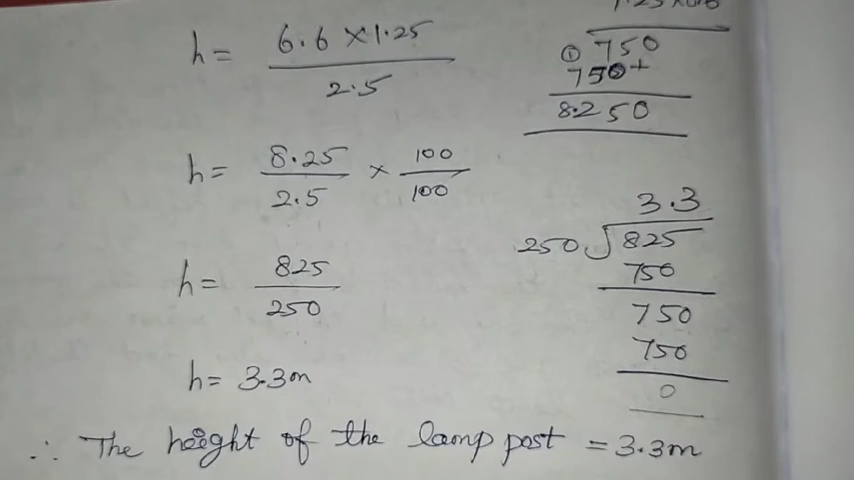 h = 6.6 × 1.25 / 2.5
h = 8.25 / 2.5 × 100 / 100
h = 825 / 250
h = 3.3m
① 750
750+
8.250
3.3
250 825
750
750
750
0
∴ The height of the lamp post = 3.3m